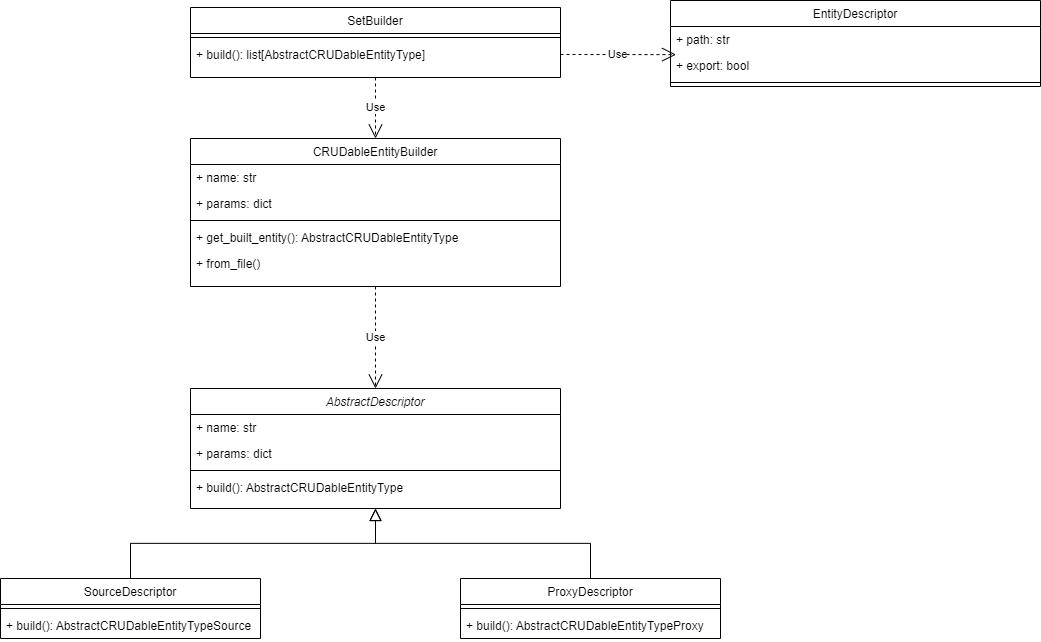 SetBuilder
+ build(): list[AbstractCRUDableEntityType]
EntityDescriptor
+ path: str
+ export: bool
Use
Use
CRUDableEntityBuilder
+ name: str
+ params: dict
+ get_built_entity(): AbstractCRUDableEntityType
+ from_file()
Use
AbstractDescriptor
+ name: str
+ params: dict
+ build(): AbstractCRUDableEntityType
SourceDescriptor
+ build(): AbstractCRUDableEntityTypeSource
ProxyDescriptor
+ build(): AbstractCRUDableEntityTypeProxy